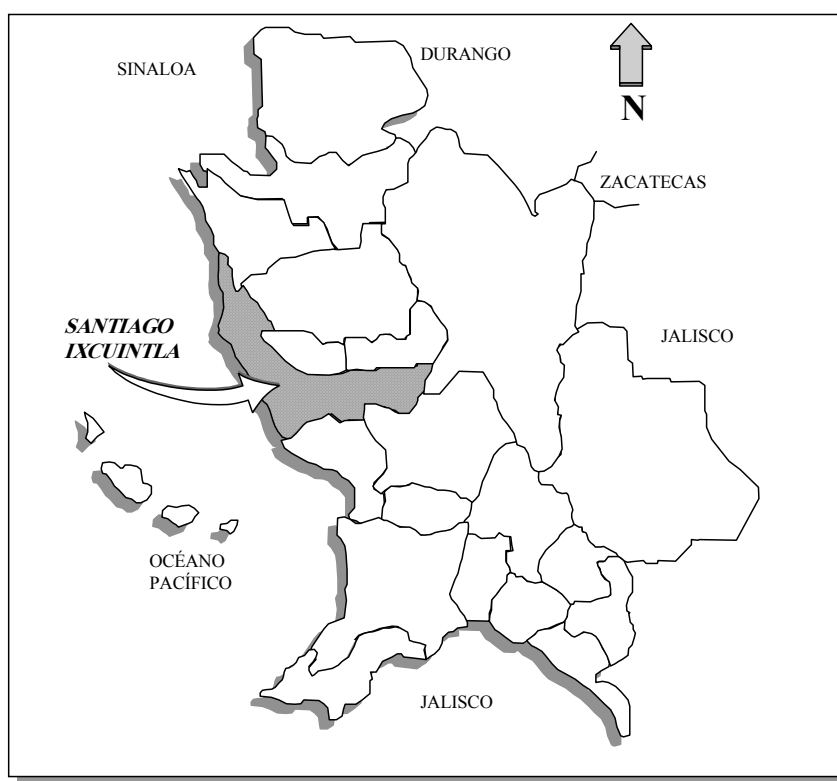 SINALOA
DURANGO
N
ZACATECAS
SANTIAGO
IXCUINTLA
JALISCO
OCÉANO
PACÍFICO
JALISCO